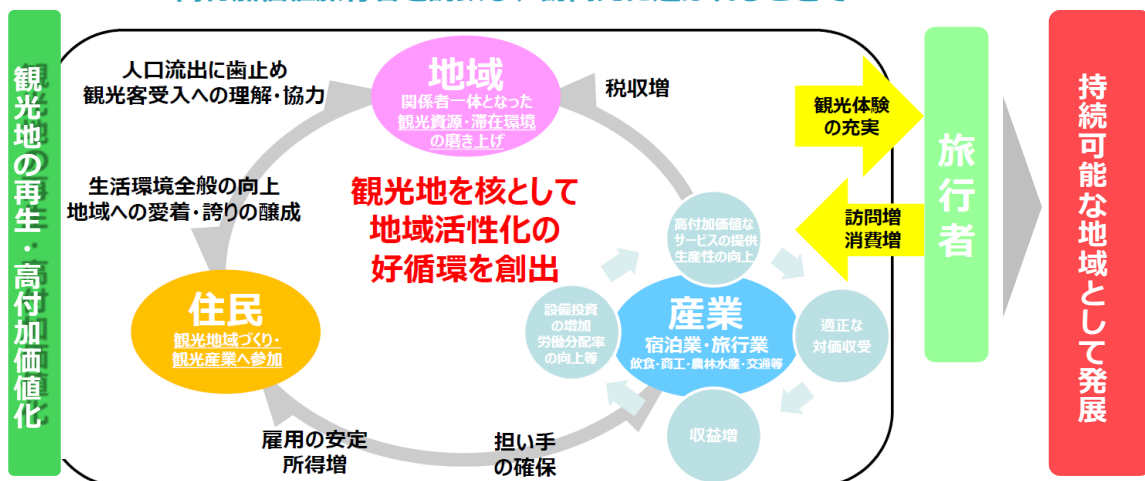 観光地の再生・高付加価値化
人口流出に歯止め
観光客受入への理解・協力
地域
関係者一体となった
観光資源・滞在環境
の磨き上げ
税収増
観光体験
の充実
旅行者
持続可能な地域として発展
生活環境全般の向上
地域への愛着・誇りの醸成
観光地を核として
地域活性化の
好循環を創出
高付加価値な
サービスの提供
生産性の向上
訪問増
消費増
住民
観光地域づくり・
観光産業へ参加
設備投資
の増加
労働分配率
の向上等
産業
宿泊業・旅行業
飲食・商工・農林水産・交通等
適正な
対価収受
収益増
雇用の安定
所得増
担い手
の確保